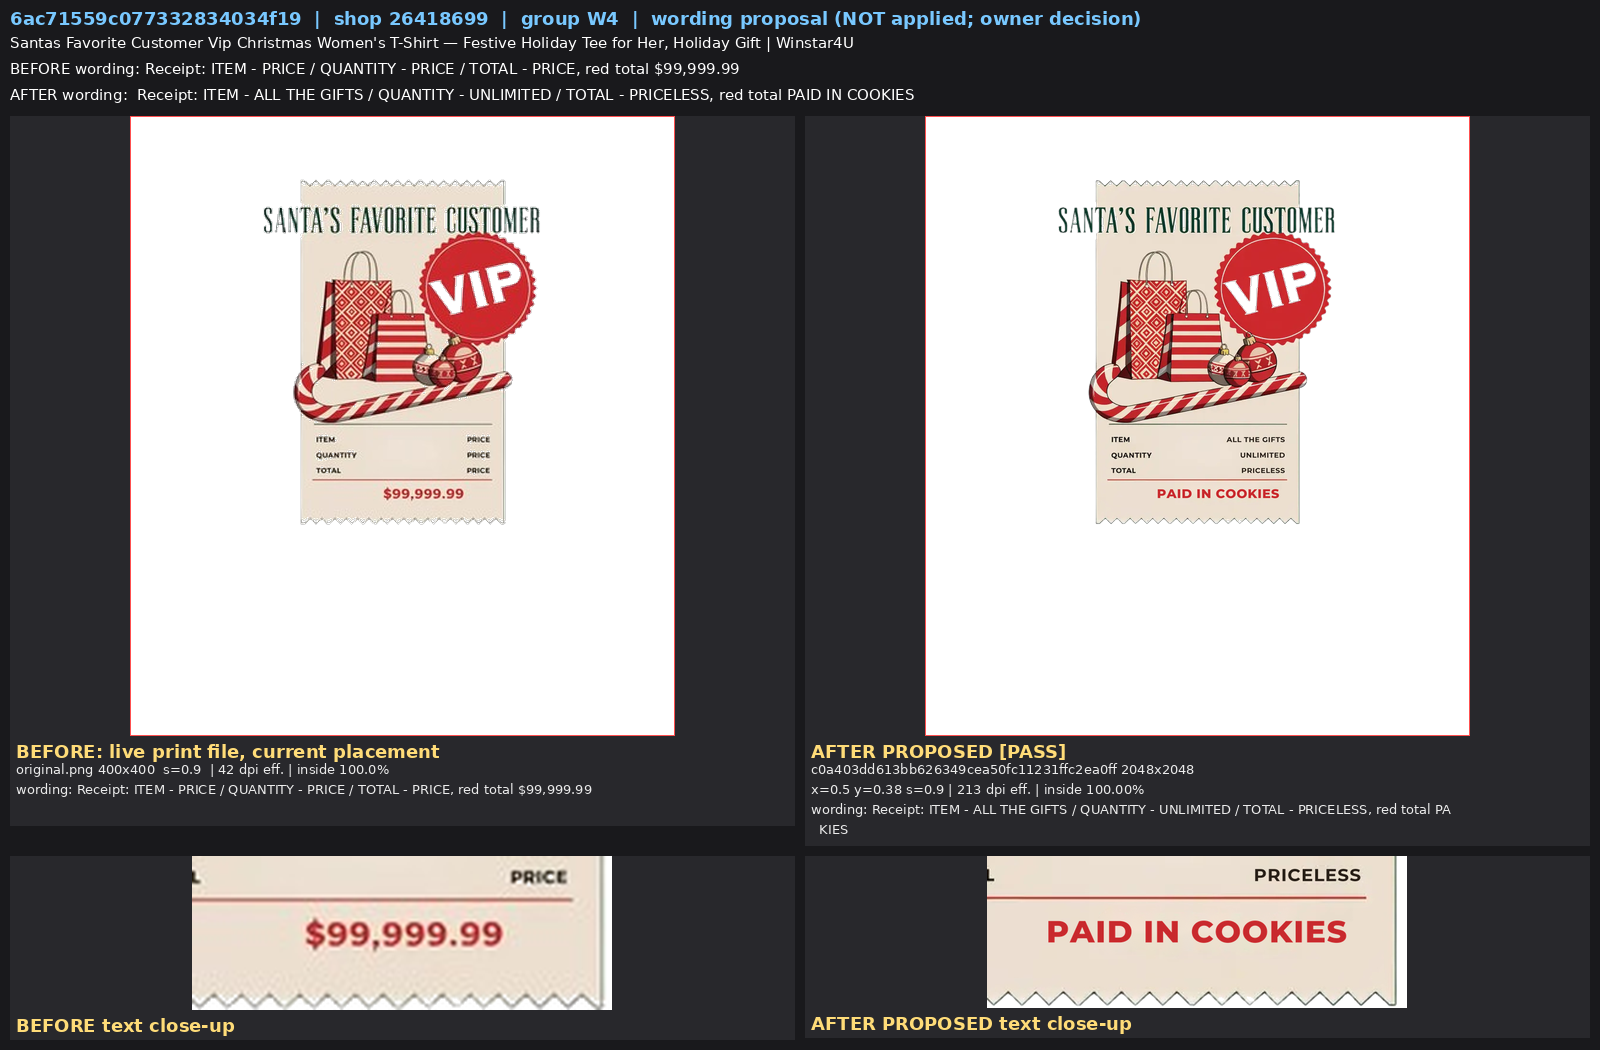 6ac71559c077332834034f19 | shop 26418699 | group W4 | wording proposal (NOT applied; owner decision)
Santas Favorite Customer Vip Christmas Women's T-Shirt — Festive Holiday Tee for Her, Holiday Gift | Winstar4U
BEFORE wording: Receipt: ITEM - PRICE / QUANTITY - PRICE / TOTAL - PRICE, red total $99,999.99
AFTER wording: Receipt: ITEM - ALL THE GIFTS / QUANTITY - UNLIMITED / TOTAL - PRICELESS, red total PAID IN COOKIES
SANTA'S FAVORITE CUSTOMER
VIP
ITEM PRICE
QUANTITY PRICE
TOTAL PRICE
$99,999.99
BEFORE: live print file, current placement
original.png 400x400 s=0.9 | 42 dpi eff. | inside 100.0%
wording: Receipt: ITEM - PRICE / QUANTITY - PRICE / TOTAL - PRICE, red total $99,999.99
SANTA'S FAVORITE CUSTOMER
VIP
ITEM ALL THE GIFTS
QUANTITY UNLIMITED
TOTAL PRICELESS
PAID IN COOKIES
AFTER PROPOSED [PASS]
c0a403dd613bb626349cea50fc11231ffc2ea0ff 2048x2048
x=0.5 y=0.38 s=0.9 | 213 dpi eff. | inside 100.00%
wording: Receipt: ITEM - ALL THE GIFTS / QUANTITY - UNLIMITED / TOTAL - PRICELESS, red total PA
KIES
L PRICE
$99,999.99
BEFORE text close-up
L PRICELESS
PAID IN COOKIES
AFTER PROPOSED text close-up